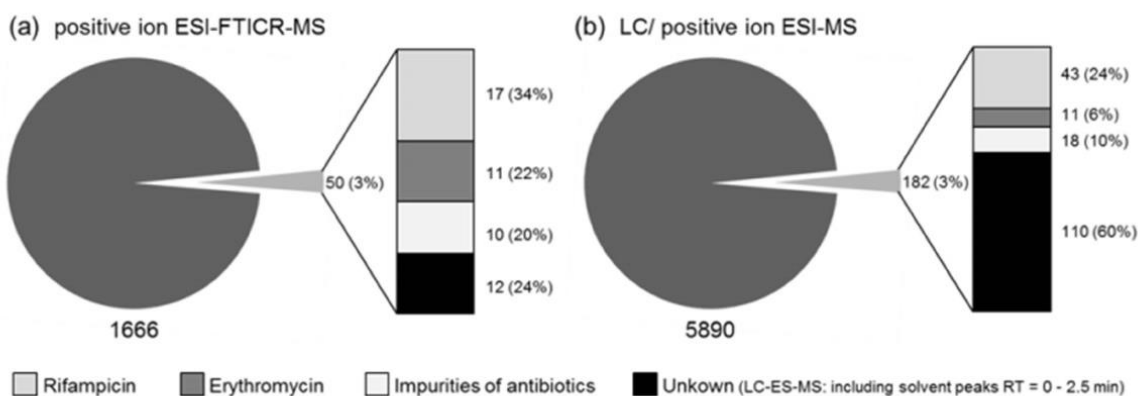 (a) positive ion ESI-FTICR-MS
17 (34%)
11 (22%)
10 (20%)
12 (24%)
50 (3%)
1666
(b) LC/ positive ion ESI-MS
43 (24%)
11 (6%)
18 (10%)
110 (60%)
182 (3%)
5890
Rifampicin
Erythromycin
Impurities of antibiotics
Unkown (LC-ES-MS: including solvent peaks RT = 0 - 2.5 min)